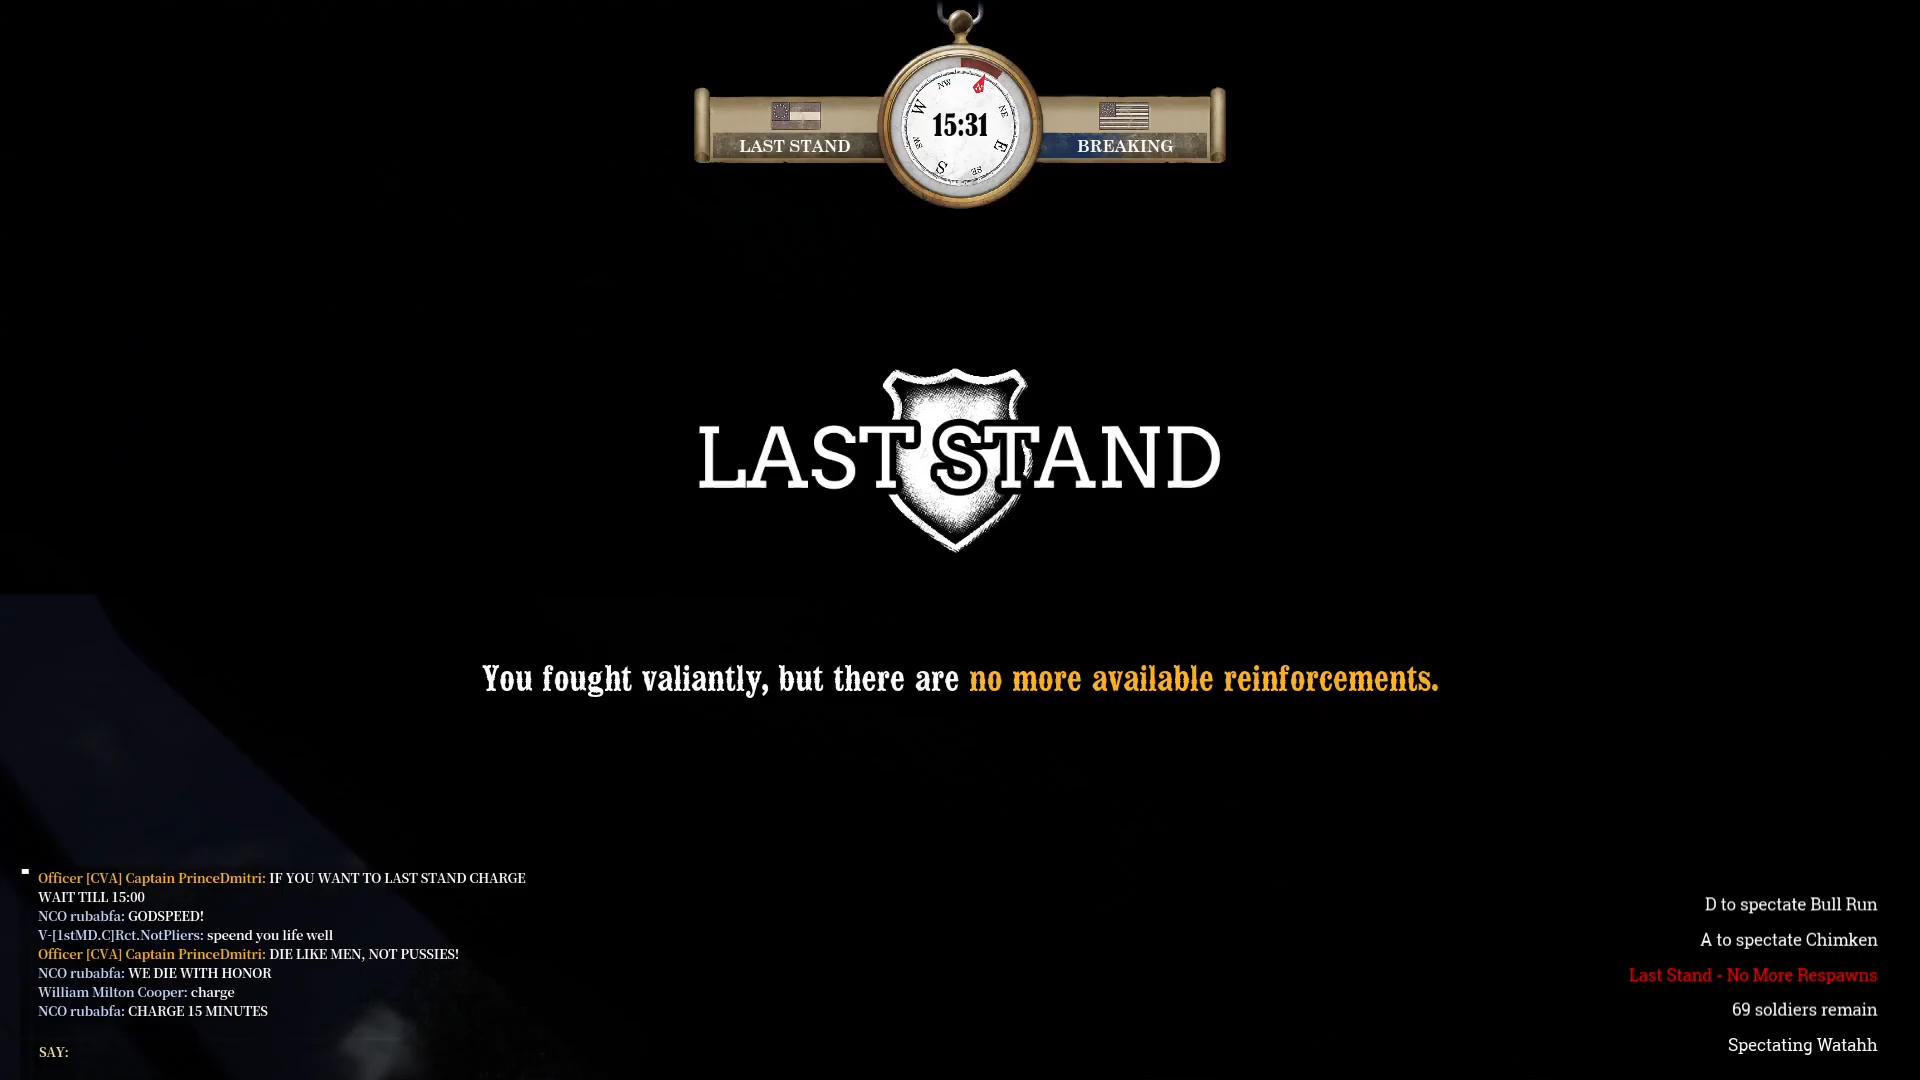 NW
W
NE
15:31
SW
E
S
SE
LAST STAND
BREAKING
LAST STAND
You fought valiantly, but there are no more available reinforcements.
Officer [CVA] Captain PrinceDmitri: IF YOU WANT TO LAST STAND CHARGE
WAIT TILL 15:00
NCO rubabfa: GODSPEED!
V-[1stMD.C]Rct.NotPliers: speend you life well
Officer [CVA] Captain PrinceDmitri: DIE LIKE MEN, NOT PUSSIES!
NCO rubabfa: WE DIE WITH HONOR
William Milton Cooper: charge
NCO rubabfa: CHARGE 15 MINUTES
SAY:
D to spectate Bull Run
A to spectate Chimken
Last Stand - No More Respawns
69 soldiers remain
Spectating Watahh